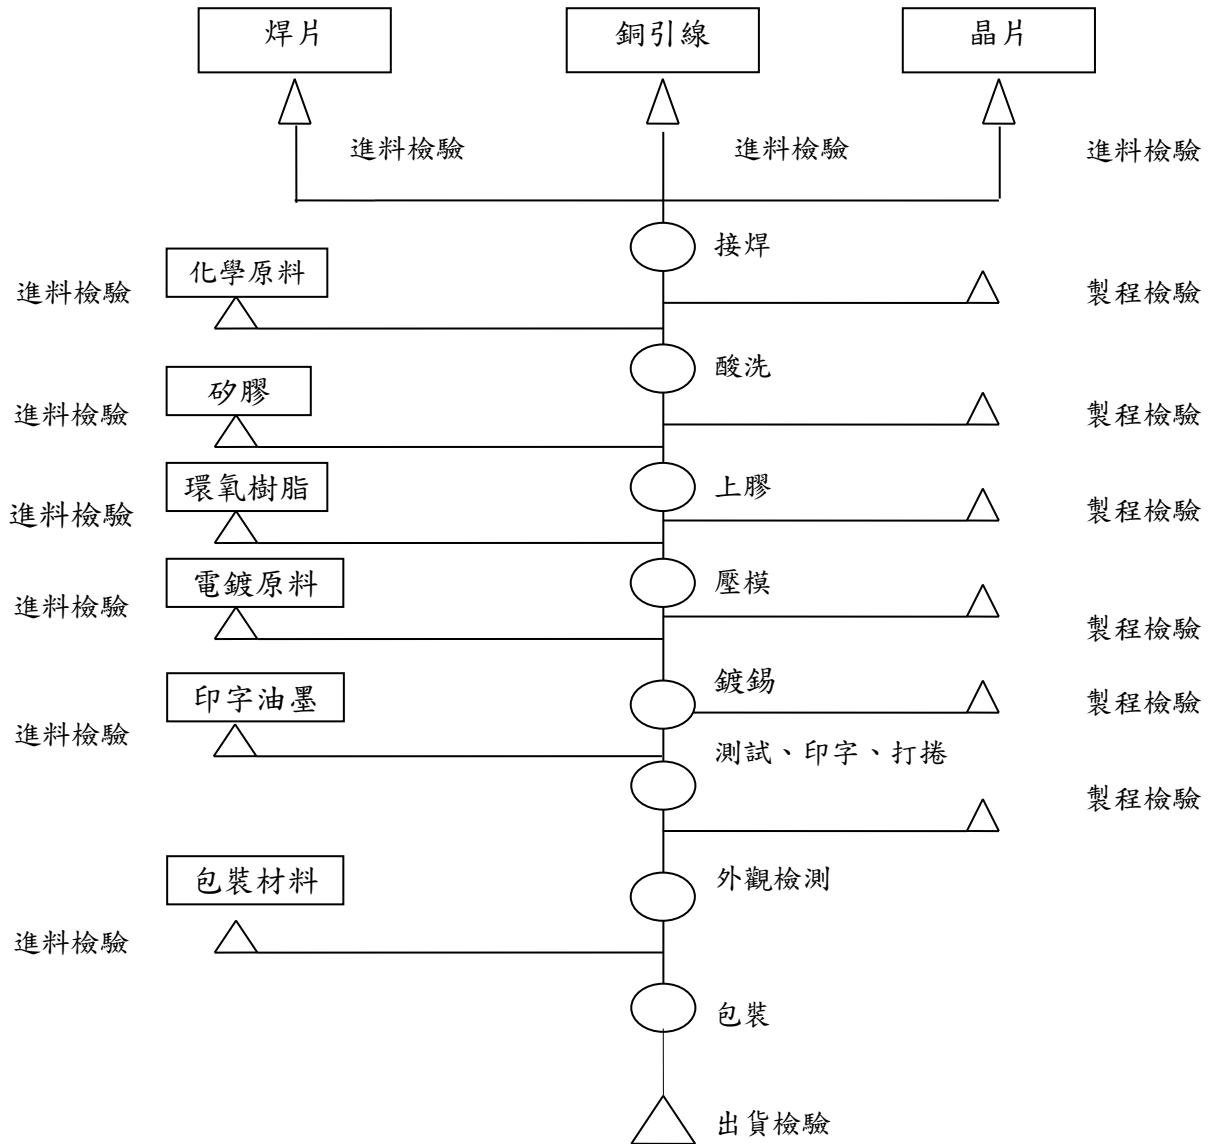 焊片
銅引線
晶片
進料檢驗
進料檢驗
進料檢驗
接焊
化學原料
進料檢驗
製程檢驗
酸洗
矽膠
進料檢驗
製程檢驗
上膠
環氧樹脂
進料檢驗
製程檢驗
壓模
電鍍原料
進料檢驗
製程檢驗
鍍錫
印字油墨
進料檢驗
製程檢驗
測試、印字、打捲
製程檢驗
外觀檢測
包裝材料
進料檢驗
包裝
出貨檢驗